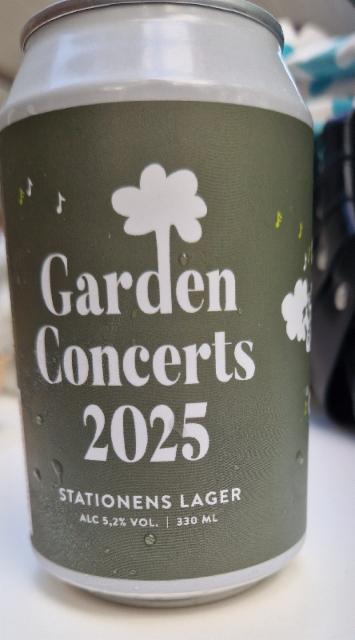 Garden
Concerts
2025
STATIONENS LAGER
ALC 5,2% VOL. | 330 ML